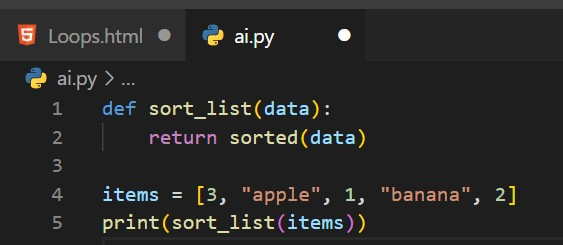 Loops.html ai.py
ai.py > ...
1 def sort_list(data):
2     return sorted(data)
3
4 items = [3, "apple", 1, "banana", 2]
5 print(sort_list(items))